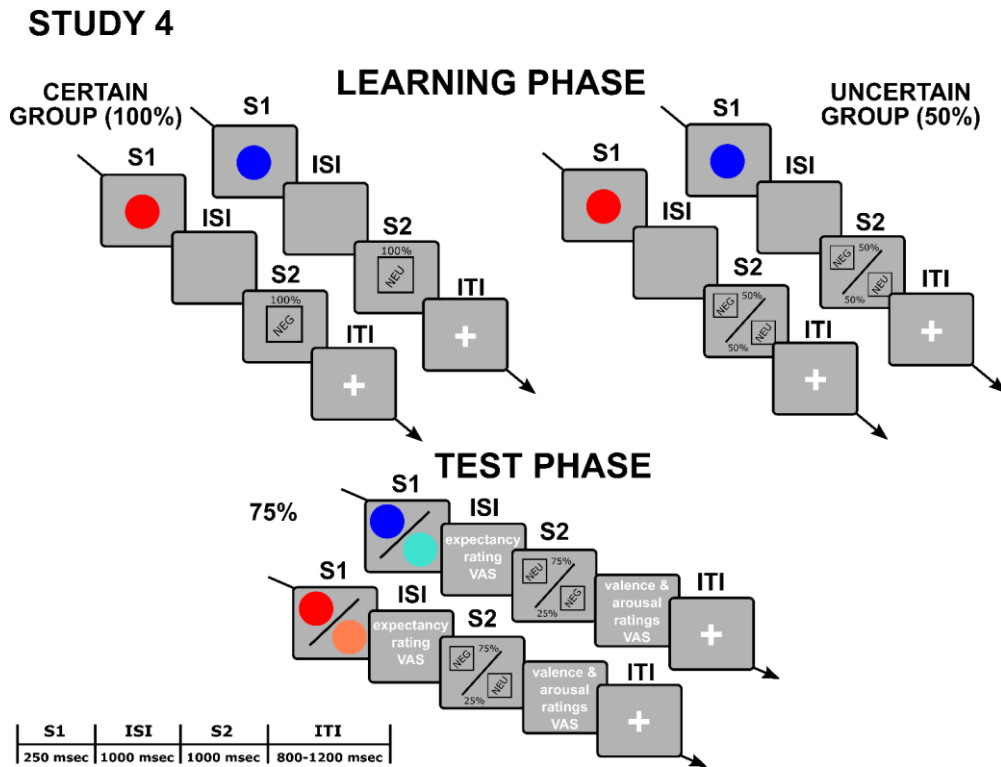 STUDY 4
LEARNING PHASE
CERTAIN
GROUP (100%)
S1
ISI
S2
100%
NEU
ITI
S1
ISI
S2
100%
NEG
ITI
UNCERTAIN
GROUP (50%)
S1
ISI
S2
NEG 50%
50% NEU
ITI
S1
ISI
S2
NEG 50%
50% NEU
ITI
TEST PHASE
75%
S1
ISI
expectancy
rating
VAS
S2
NEU 75%
25% NEG
valence &
arousal
ratings
VAS
ITI
S1
ISI
expectancy
rating
VAS
S2
NEG 75%
25% NEU
valence &
arousal
ratings
VAS
ITI
S1 ISI S2 ITI
250 msec 1000 msec 1000 msec 800-1200 msec